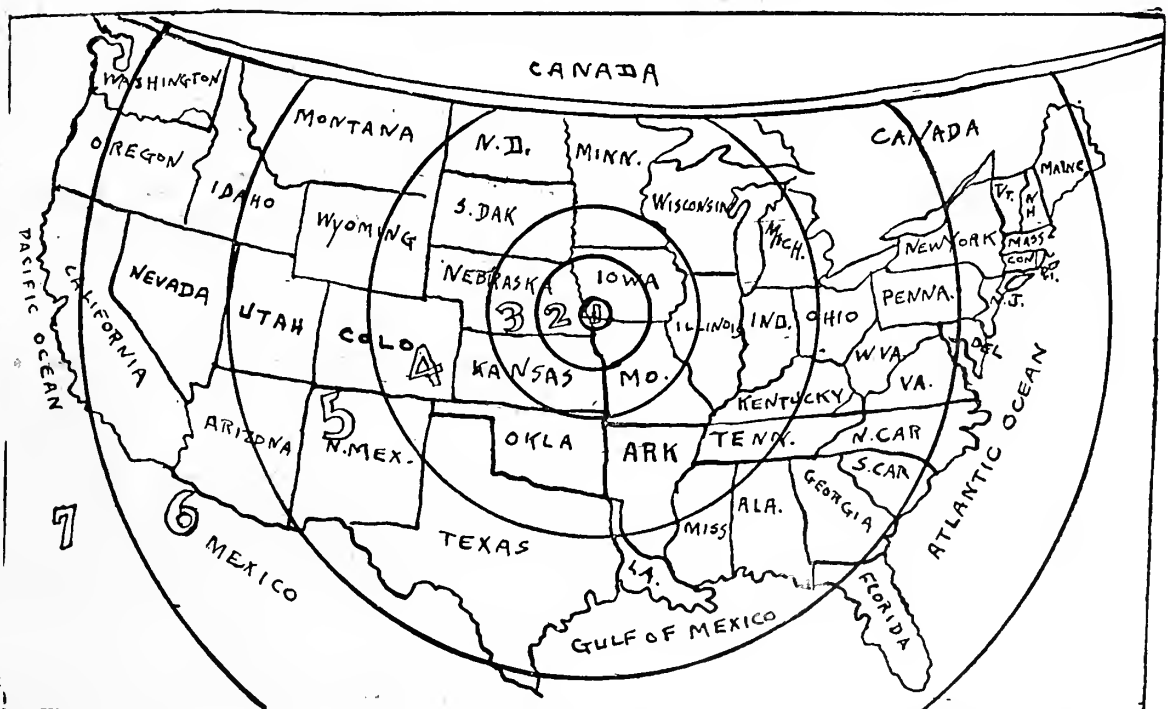 CANADA
WASHINGTON
MONTANA
N.D.
MINN.
CANADA
OREGON
IDAHO
MAINE
WYOMING
S.DAK
WISCONSIN
MICH.
VT.
NH
NEW YORK
MASS
CON
R.I.
PACIFIC OCEAN
CALIFORNIA
NEVADA
UTAH
COLO
NEBRASKA
IOWA
3
2
1
ILLINOIS
IND.
OHIO
PENNA.
N.J.
DEL
4
KANSAS
MO.
W.VA.
VA.
KENTUCKY
5
ARIZONA
N.MEX.
OKLA
ARK
TENN.
N.CAR
S.CAR
ATLANTIC OCEAN
7
6
MEXICO
TEXAS
MISS
ALA.
GEORGIA
LA.
FLORIDA
GULF OF MEXICO